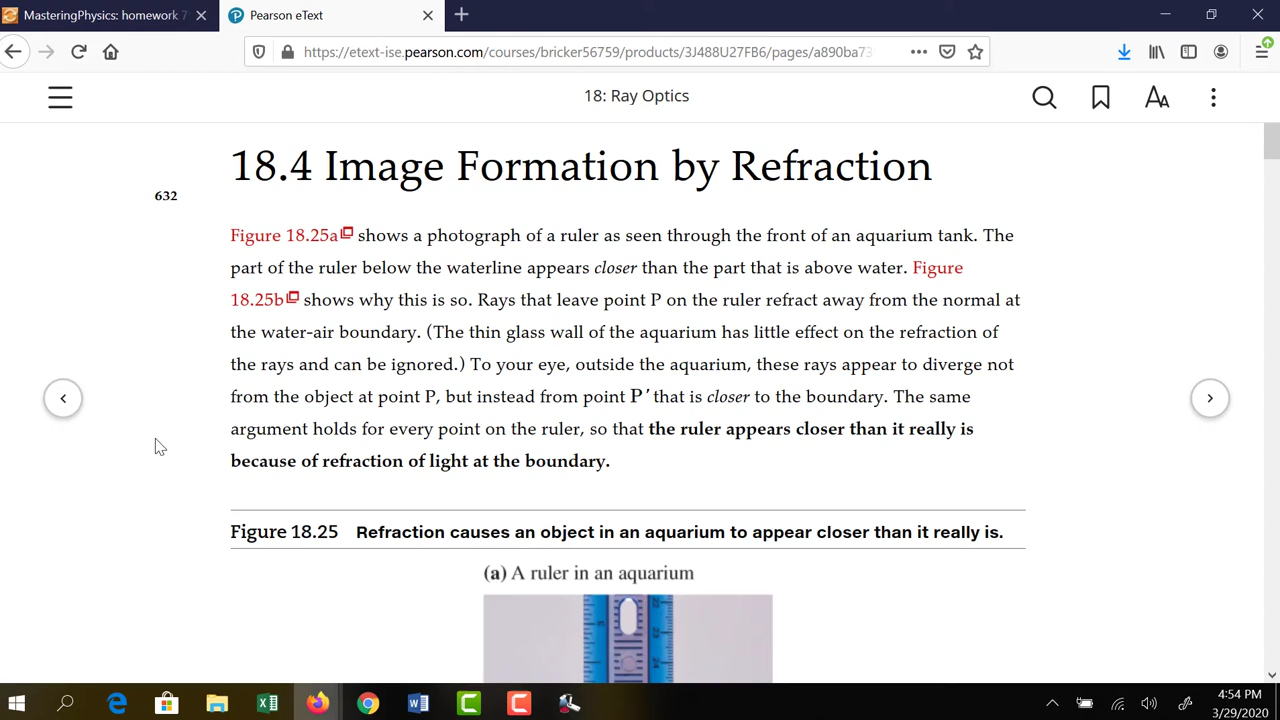 MasteringPhysics: homework 7
Pearson eText
https://etext-ise.pearson.com/courses/bricker56759/products/3J488U27FB6/pages/a890ba73
18: Ray Optics
18.4 Image Formation by Refraction
632
Figure 18.25a shows a photograph of a ruler as seen through the front of an aquarium tank. The
part of the ruler below the waterline appears closer than the part that is above water. Figure
18.25b shows why this is so. Rays that leave point P on the ruler refract away from the normal at
the water-air boundary. (The thin glass wall of the aquarium has little effect on the refraction of
the rays and can be ignored.) To your eye, outside the aquarium, these rays appear to diverge not
from the object at point P, but instead from point P′ that is closer to the boundary. The same
argument holds for every point on the ruler, so that the ruler appears closer than it really is
because of refraction of light at the boundary.
Figure 18.25 Refraction causes an object in an aquarium to appear closer than it really is.
(a) A ruler in an aquarium
22
23
24
4:54 PM
3/29/2020